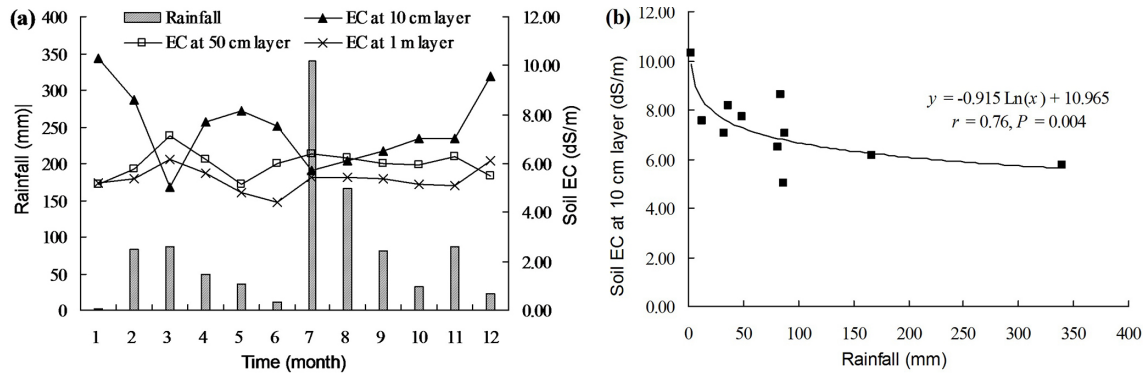 (a)
Rainfall
EC at 10 cm layer
EC at 50 cm layer
EC at 1 m layer
400
350
300
250
200
150
100
50
0
Rainfall (mm)|
12.00
10.00
8.00
6.00
4.00
2.00
0.00
Soil EC (dS/m)
1 2 3 4 5 6 7 8 9 10 11 12
Time (month)
(b)
12.00
10.00
8.00
6.00
4.00
2.00
0.00
Soil EC at 10 cm layer (dS/m)
y = -0.915 Ln(x) + 10.965
r = 0.76, P = 0.004
0 50 100 150 200 250 300 350 400
Rainfall (mm)